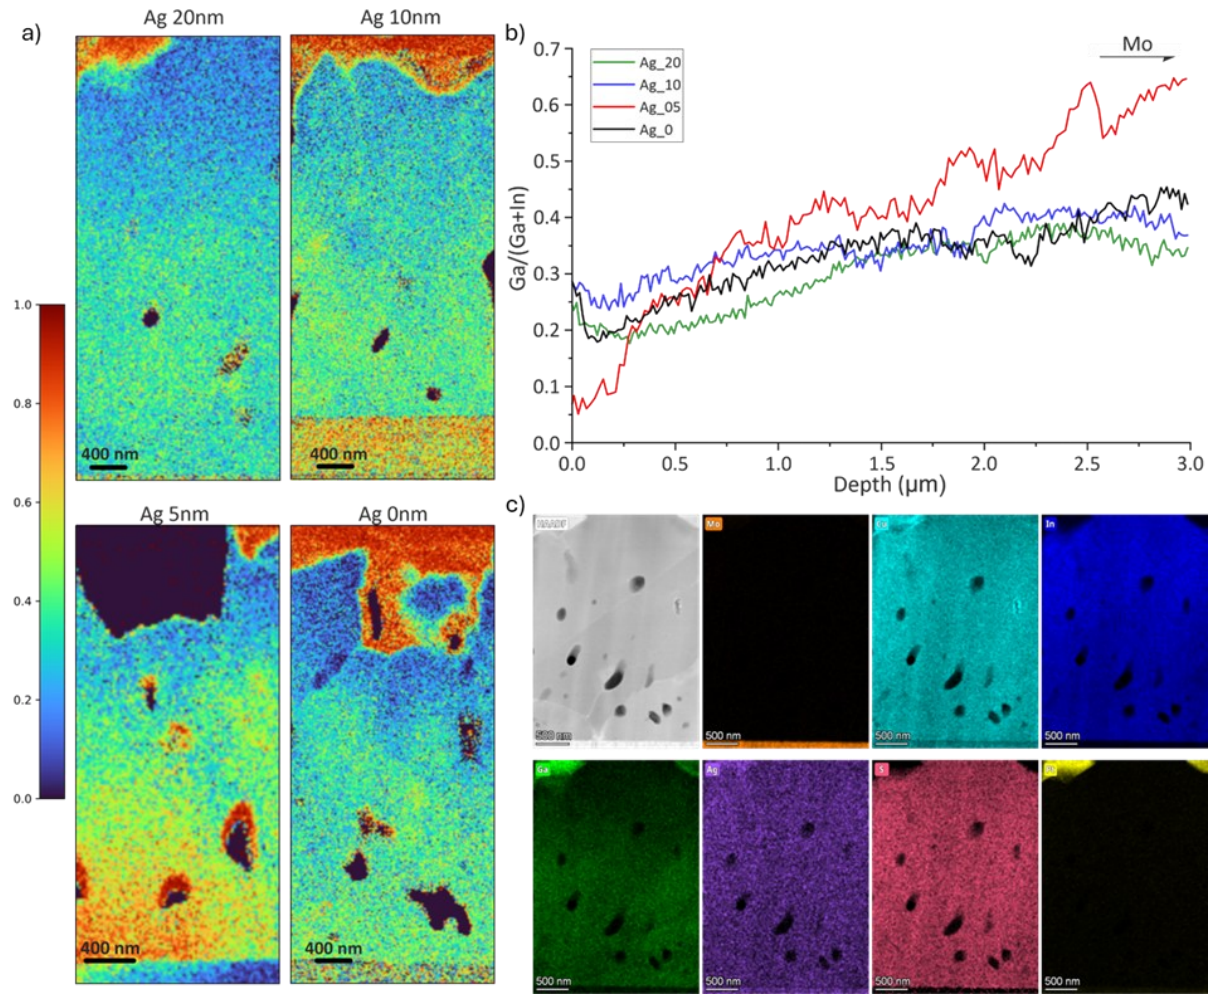 a)
Ag 20nm
Ag 10nm
400 nm
400 nm
1.0
0.8
0.6
0.4
0.2
0.0
Ag 5nm
Ag 0nm
400 nm
400 nm
b)
0.7
0.6
0.5
0.4
0.3
0.2
0.1
0.0
Ga/(Ga+In)
Ag_20
Ag_10
Ag_05
Ag_0
Mo
0.0
0.5
1.0
1.5
2.0
2.5
3.0
Depth (μm)
c)
HAADF
Mo
Cu
In
500 nm
500 nm
500 nm
500 nm
Ga
Ag
S
500 nm
500 nm
500 nm
500 nm